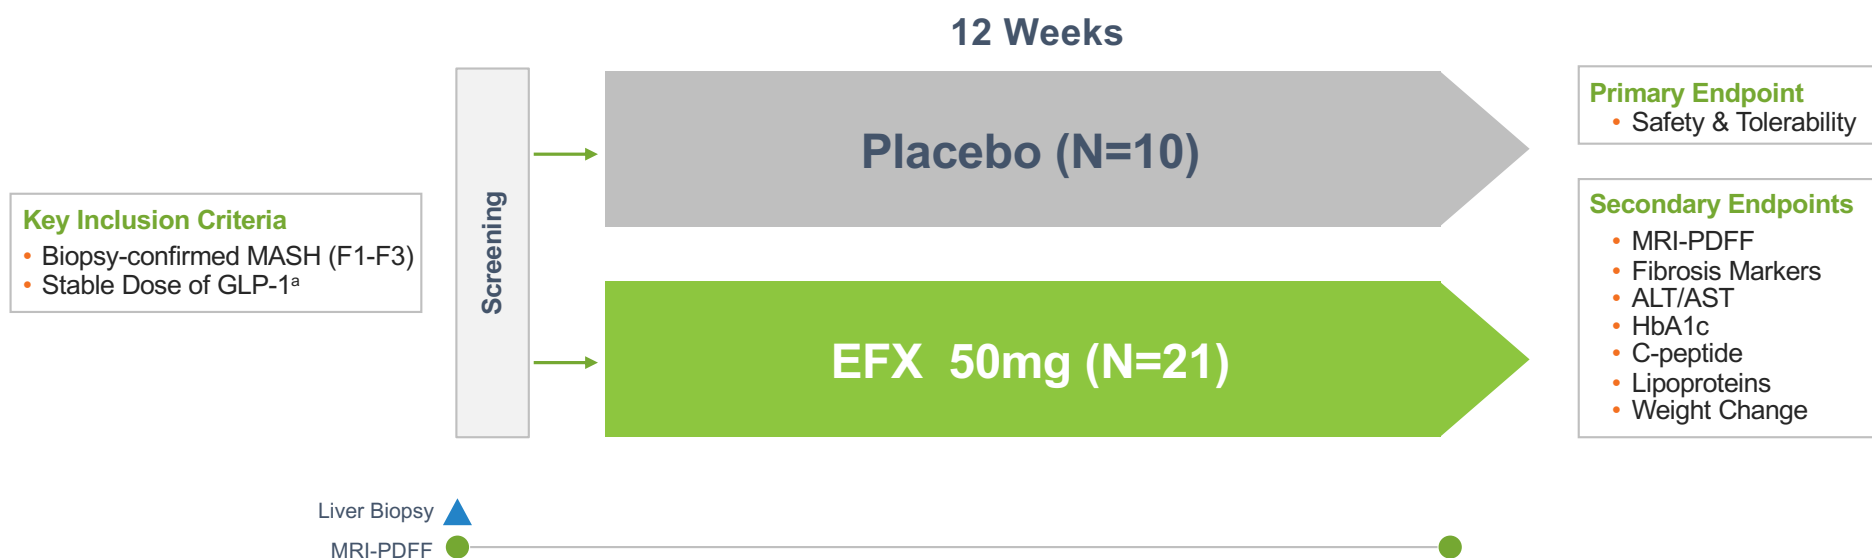 12 Weeks
Key Inclusion Criteria
• Biopsy-confirmed MASH (F1-F3)
• Stable Dose of GLP-1ᵃ
Screening
Placebo (N=10)
EFX  50mg (N=21)
Primary Endpoint
• Safety & Tolerability
Secondary Endpoints
• MRI-PDFF
• Fibrosis Markers
• ALT/AST
• HbA1c
• C-peptide
• Lipoproteins
• Weight Change
Liver Biopsy
MRI-PDFF